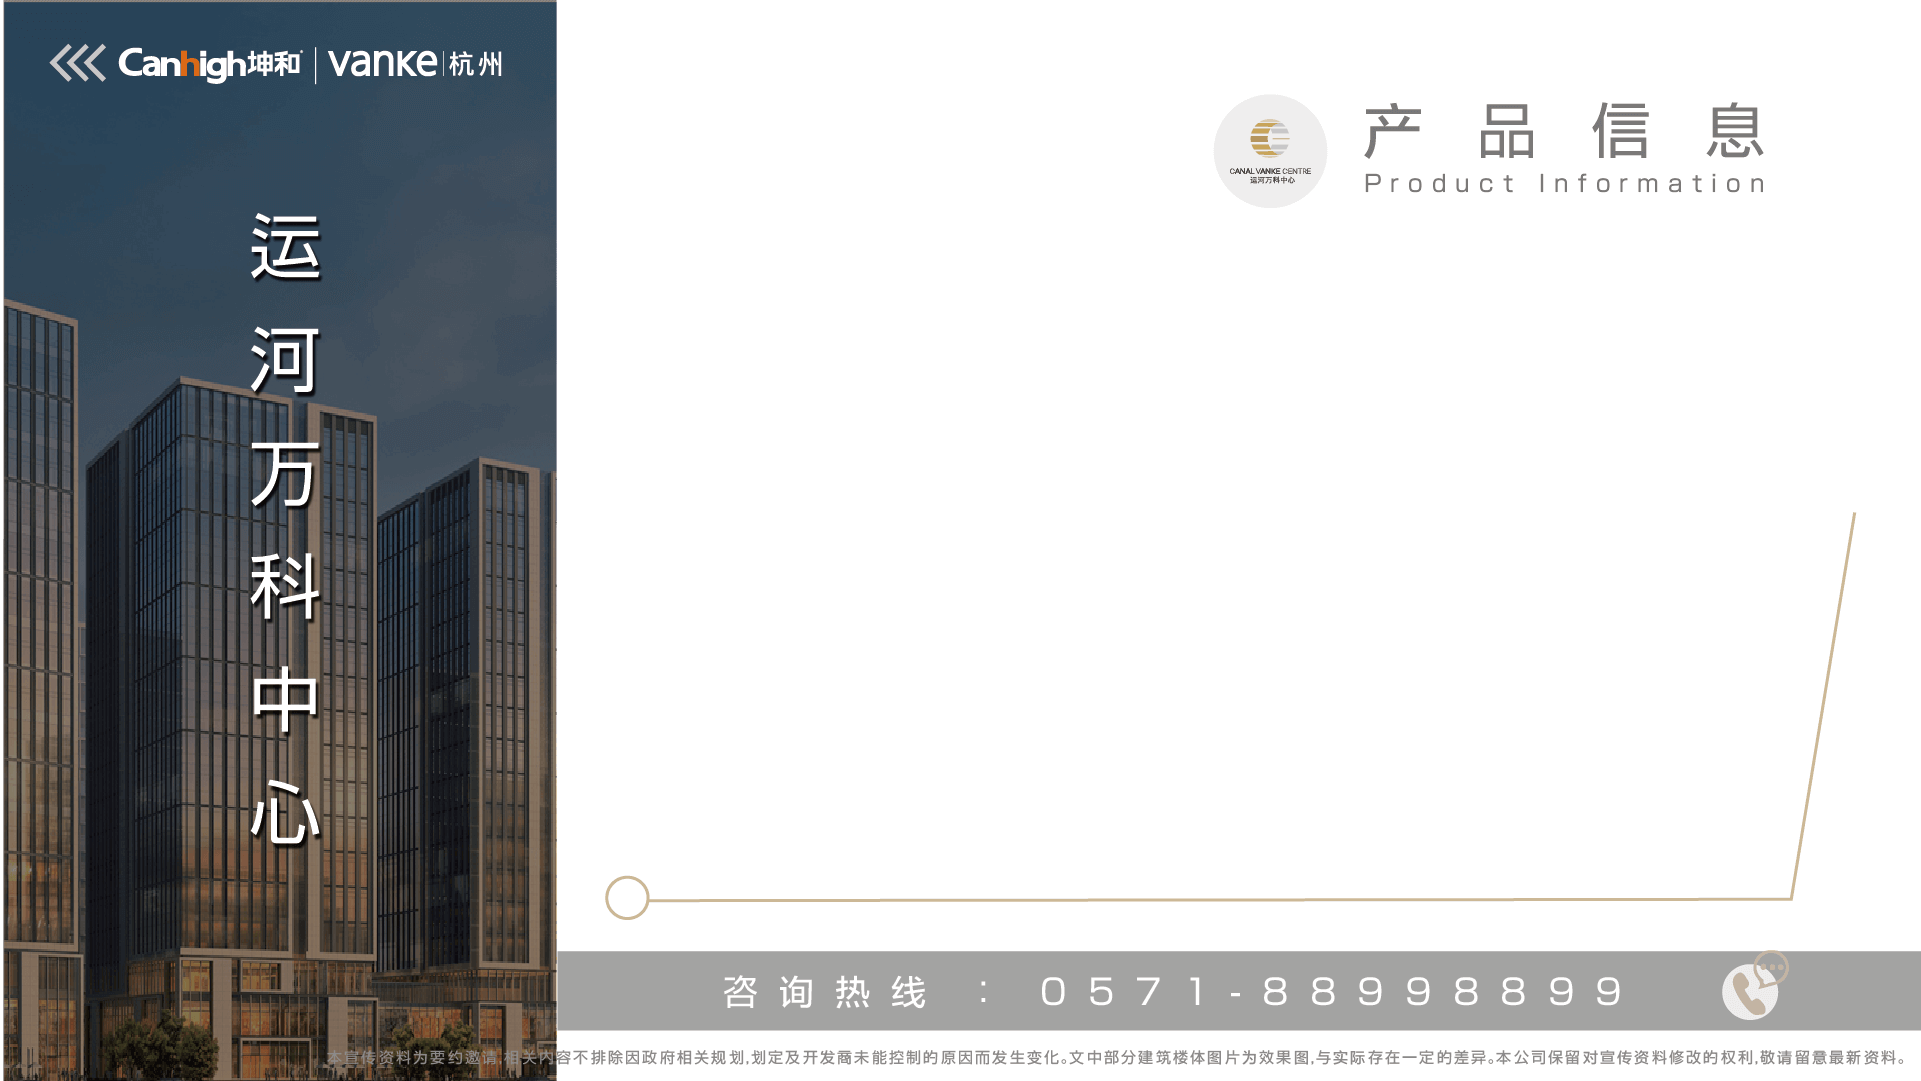 Canhigh坤和 | vanke | 杭州
运河万科中心
产品信息
Product Information
CANAL VANKE CENTRE
运河万科中心
咨询热线 : 0571-88998899
本宣传资料为要约邀请,相关内容不排除因政府相关规划,划定及开发商未能控制的原因而发生变化。文中部分建筑楼体图片为效果图,与实际存在一定的差异。本公司保留对宣传资料修改的权利,敬请留意最新资料。